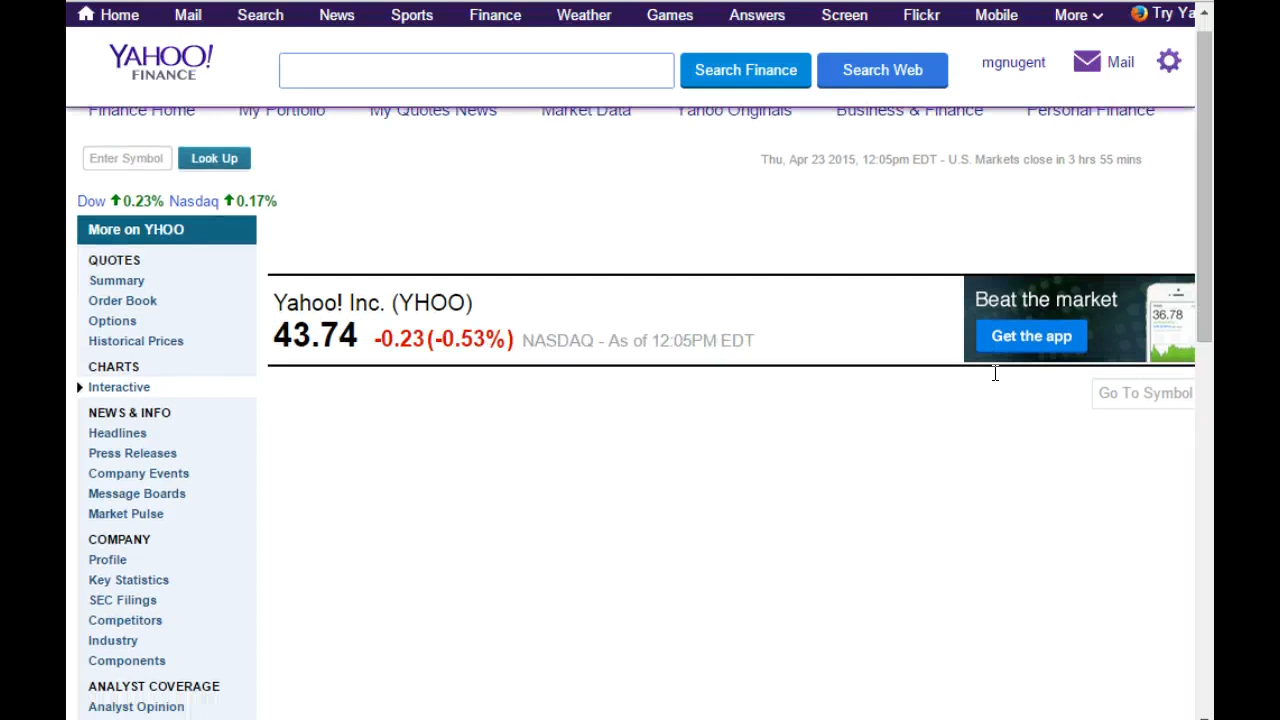 Home Mail Search News Sports Finance Weather Games Answers Screen Flickr Mobile More Try Ya
YAHOO!
FINANCE
Search Finance Search Web mgnugent Mail
Finance Home My Portfolio My Quotes News Market Data Yahoo Originals Business & Finance Personal Finance
Enter Symbol Look Up Thu, Apr 23 2015, 12:05pm EDT - U.S. Markets close in 3 hrs 55 mins
Dow 0.23% Nasdaq 0.17%
More on YHOO
QUOTES
Summary
Order Book
Options
Historical Prices
CHARTS
Interactive
NEWS & INFO
Headlines
Press Releases
Company Events
Message Boards
Market Pulse
COMPANY
Profile
Key Statistics
SEC Filings
Competitors
Industry
Components
ANALYST COVERAGE
Analyst Opinion
Yahoo! Inc. (YHOO)
43.74 -0.23(-0.53%) NASDAQ - As of 12:05PM EDT
Beat the market
Get the app
36.78
Go To Symbol